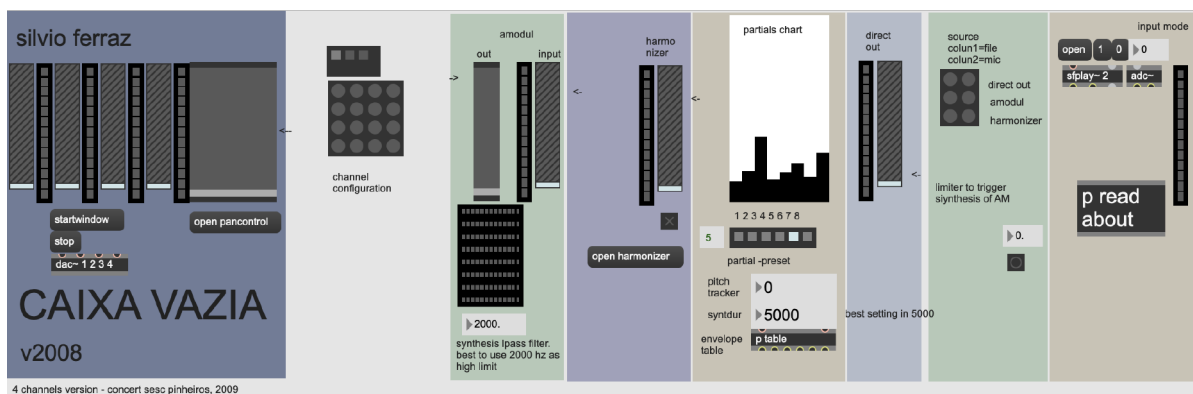 silvio ferraz
startwindow
stop
dac~ 1 2 3 4
open pancontrol
CAIXA VAZIA
v2008
4 channels version - concert sesc pinheiros, 2009
<--
channel
configuration
amodul
out
input
->
2000.
synthesis lpass filter.
best to use 2000 hz as
high limit
<-
harmo
nizer
open harmonizer
<-
partials chart
1 2 3 4 5 6 7 8
5
partial -preset
pitch
tracker
0
syntdur
5000
envelope
table
p table
direct
out
<-
best setting in 5000
source
colun1=file
colun2=mic
direct out
amodul
harmonizer
limiter to trigger
siynthesis of AM
0.
input mode
open
1
0
0
sfplay~ 2
adc~
p read
about